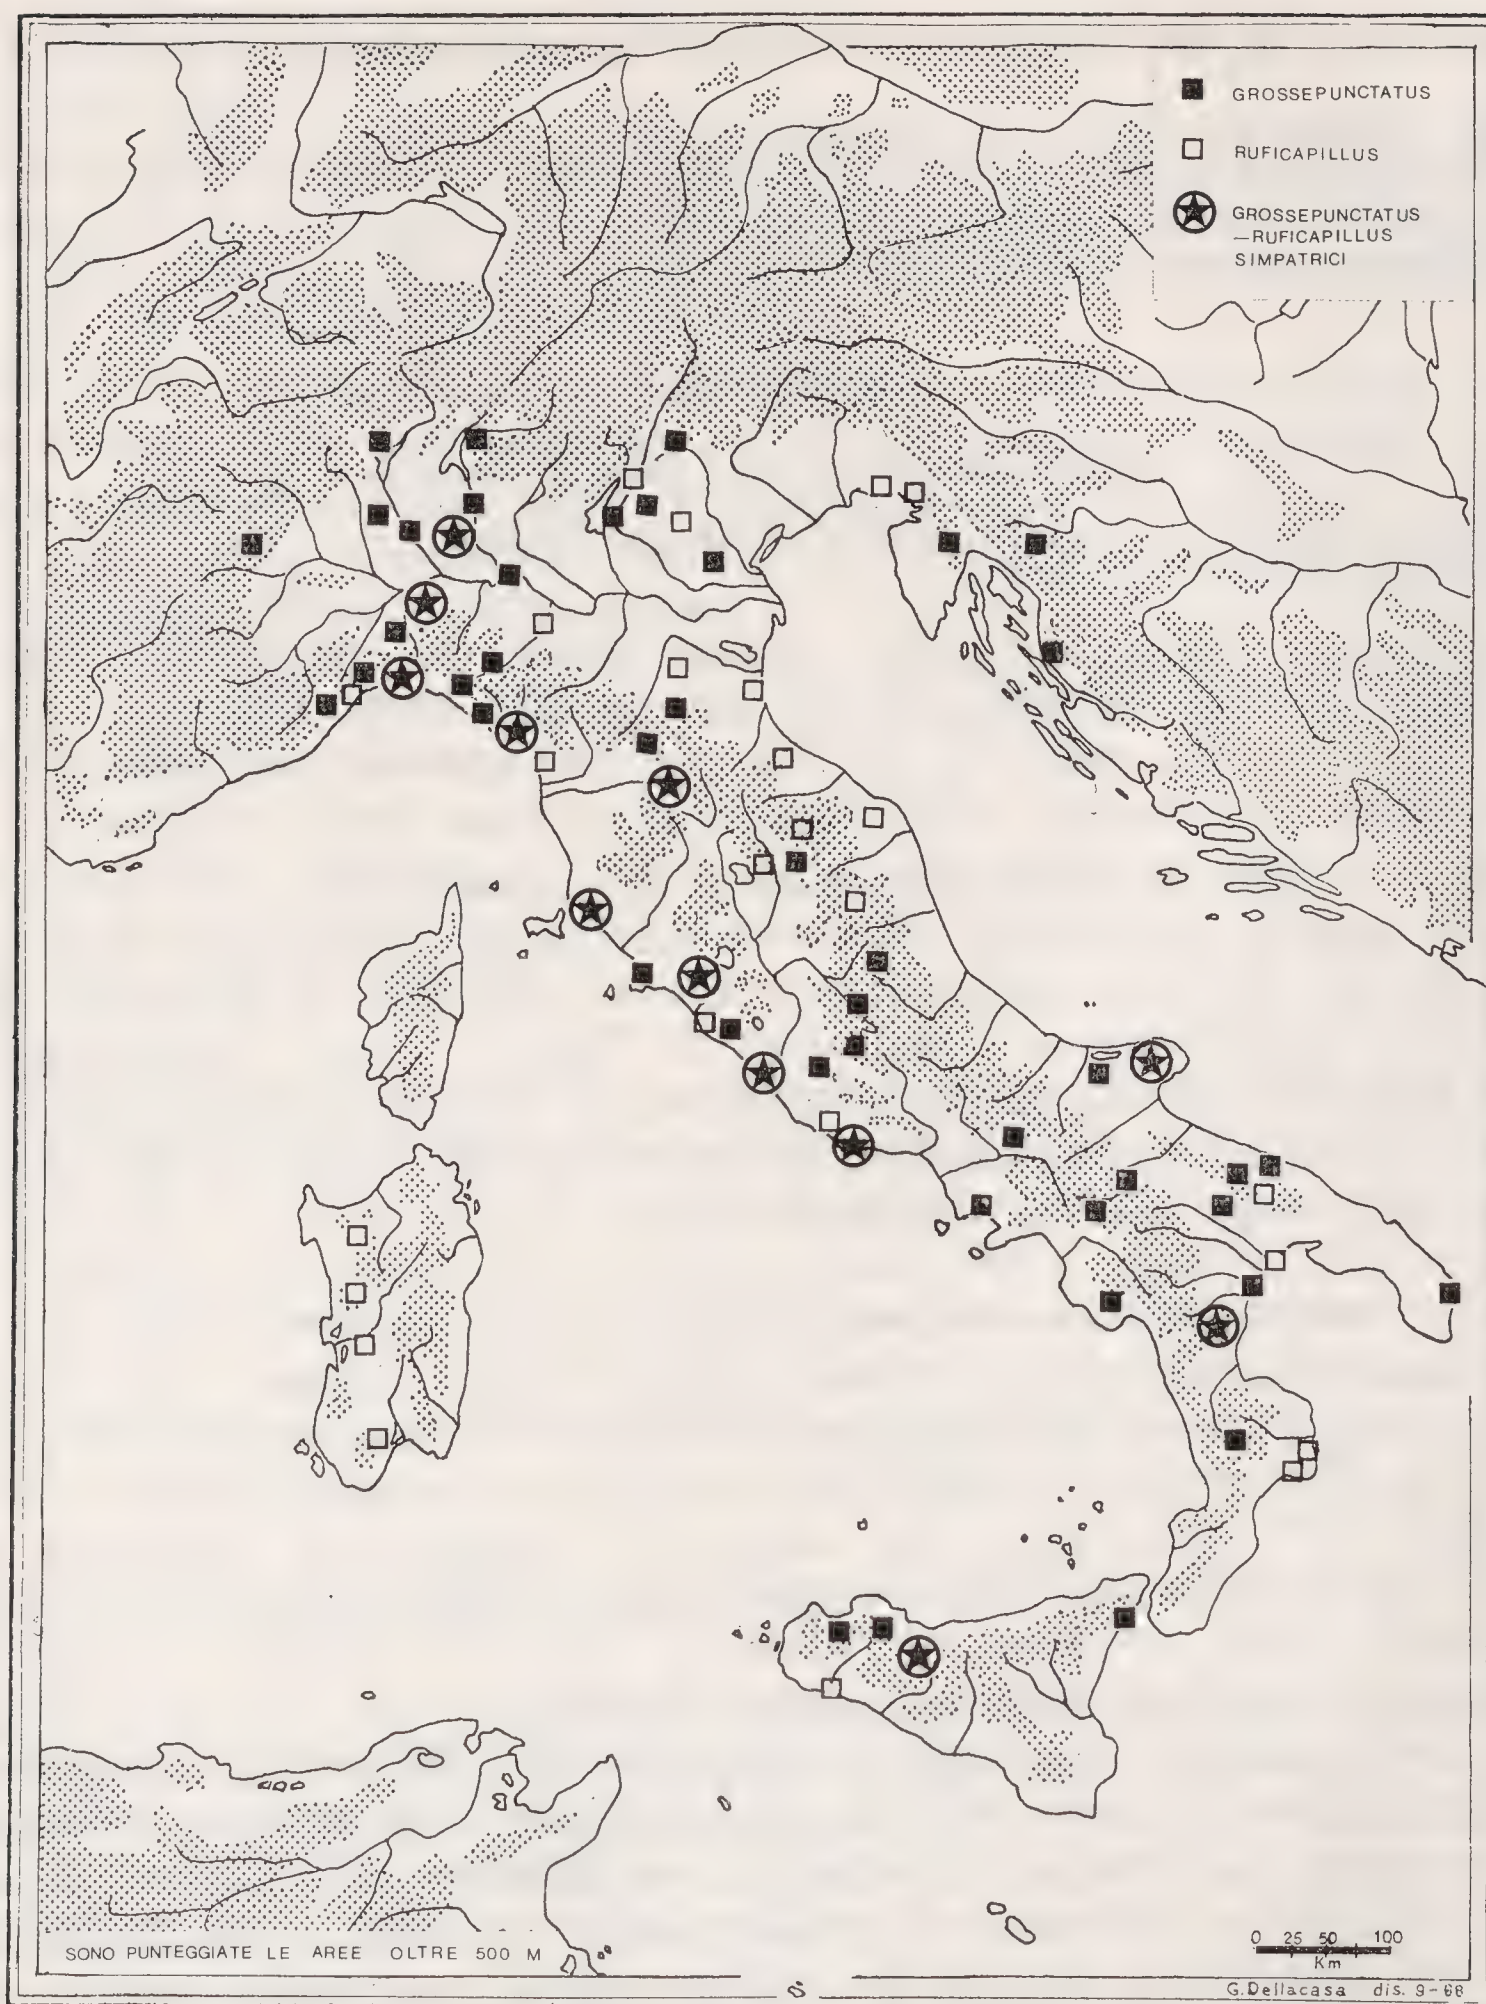 GROSSEPUNCTATUS
RUFICAPILLUS
GROSSEPUNCTATUS
—RUFICAPILLUS
SIMPATRICI
SONO PUNTEGGIATE LE AREE OLTRE 500 M
0 25 50 100
Km
G. Dellacasa dis. 9-68